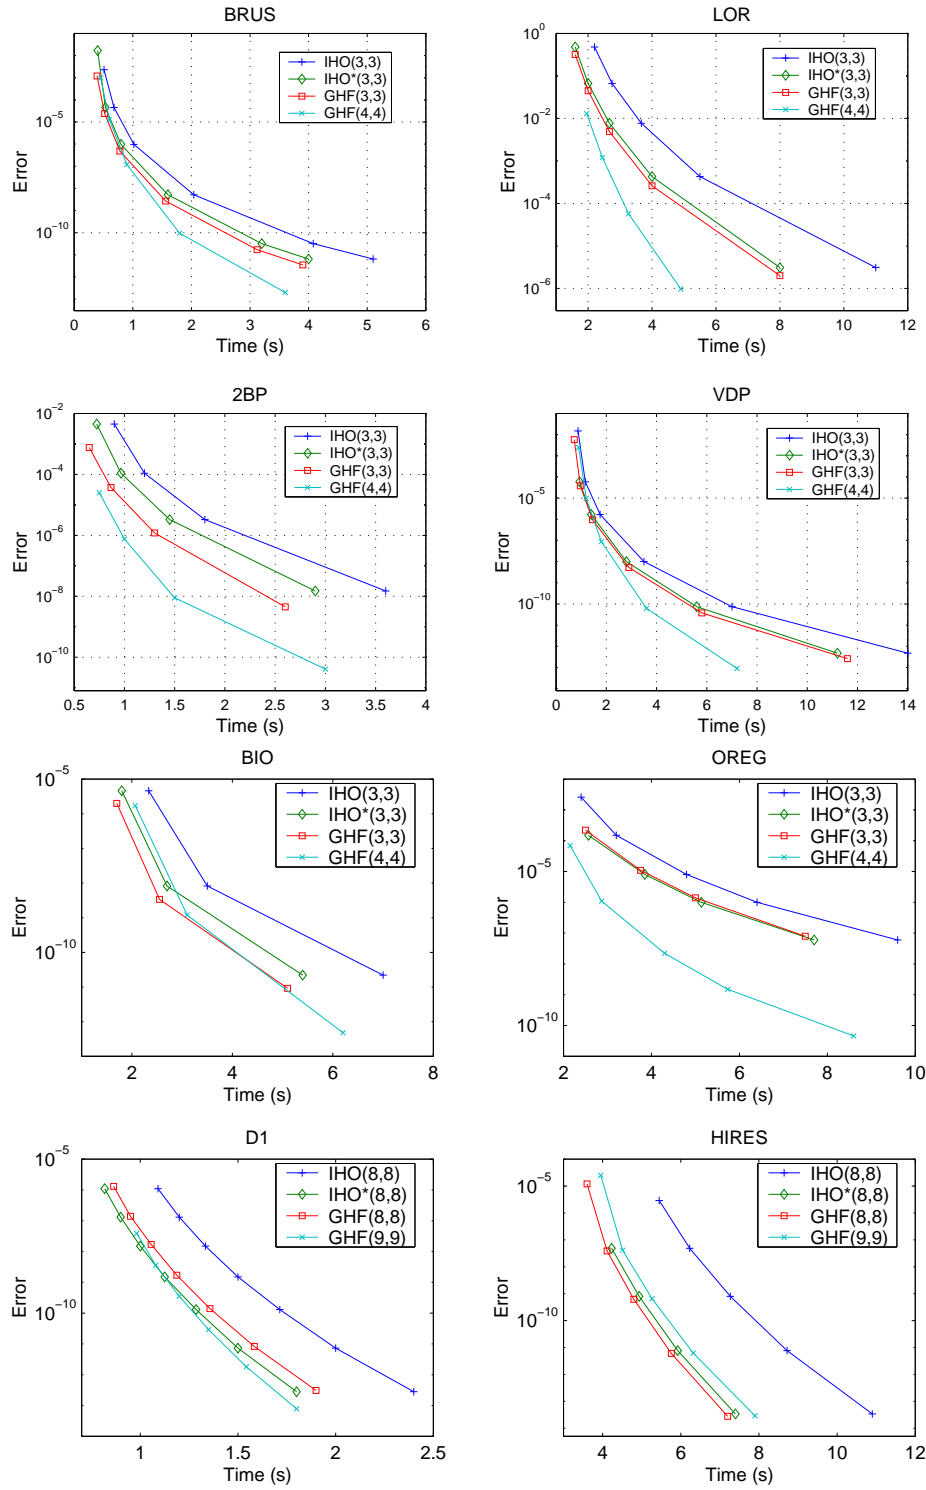 BRUS
IHO(3,3)
IHO*(3,3)
GHF(3,3)
GHF(4,4)
10^−5
10^−10
Error
0 1 2 3 4 5 6
Time (s)
LOR
IHO(3,3)
IHO*(3,3)
GHF(3,3)
GHF(4,4)
10^0
10^−2
10^−4
10^−6
Error
2 4 6 8 10 12
Time (s)
2BP
IHO(3,3)
IHO*(3,3)
GHF(3,3)
GHF(4,4)
10^−2
10^−4
10^−6
10^−8
10^−10
Error
0.5 1 1.5 2 2.5 3 3.5 4
Time (s)
VDP
IHO(3,3)
IHO*(3,3)
GHF(3,3)
GHF(4,4)
10^−5
10^−10
Error
0 2 4 6 8 10 12 14
Time (s)
BIO
IHO(3,3)
IHO*(3,3)
GHF(3,3)
GHF(4,4)
10^−5
10^−10
Error
2 4 6 8
Time (s)
OREG
IHO(3,3)
IHO*(3,3)
GHF(3,3)
GHF(4,4)
10^−5
10^−10
Error
2 4 6 8 10
Time (s)
D1
IHO(8,8)
IHO*(8,8)
GHF(8,8)
GHF(9,9)
10^−5
10^−10
Error
1 1.5 2 2.5
Time (s)
HIRES
IHO(8,8)
IHO*(8,8)
GHF(8,8)
GHF(9,9)
10^−5
10^−10
Error
4 6 8 10 12
Time (s)